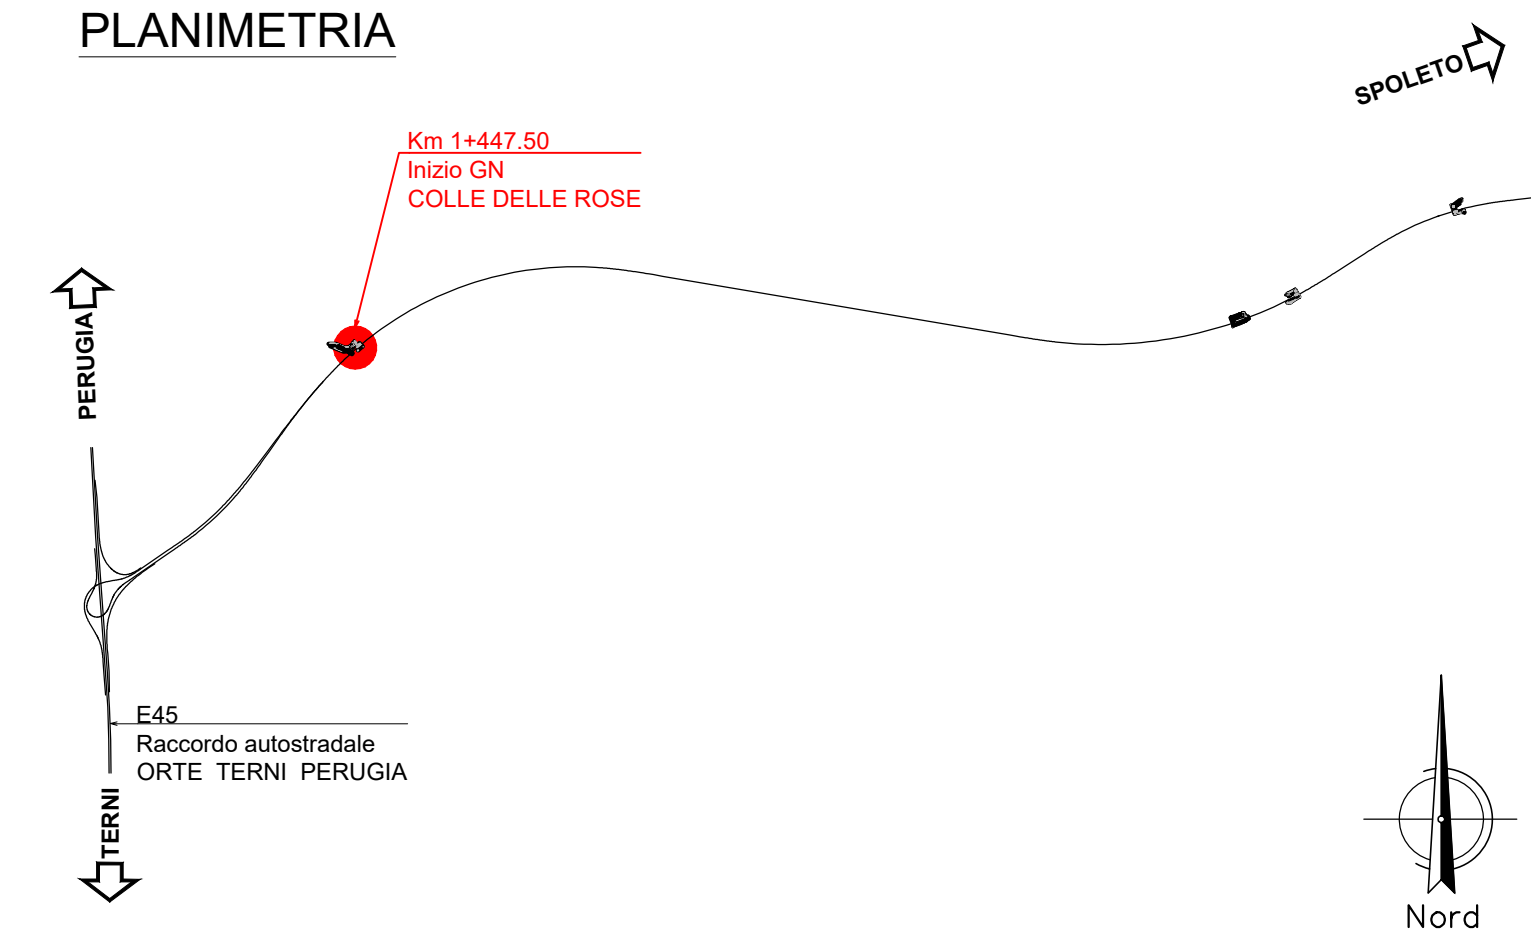 PLANIMETRIA
SPOLETO
Km 1+447.50
Inizio GN
COLLE DELLE ROSE
PERUGIA
E45
Raccordo autostradale
ORTE TERNI PERUGIA
TERNI
Nord